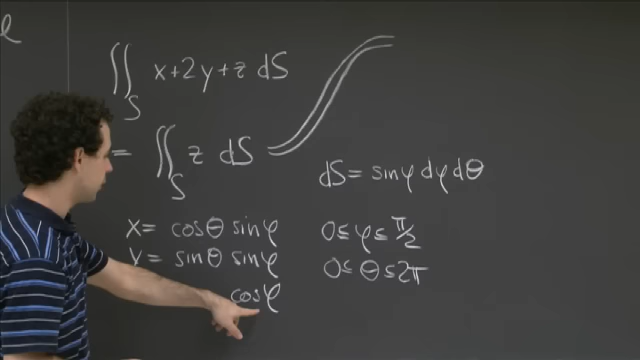 e
∬_S x+2y+z dS
= ∬_S z dS
dS = sinφ dφ dθ
x = cosθ sinφ
0 ≤ φ ≤ π/2
y = sinθ sinφ
0 ≤ θ ≤ 2π
cosφ